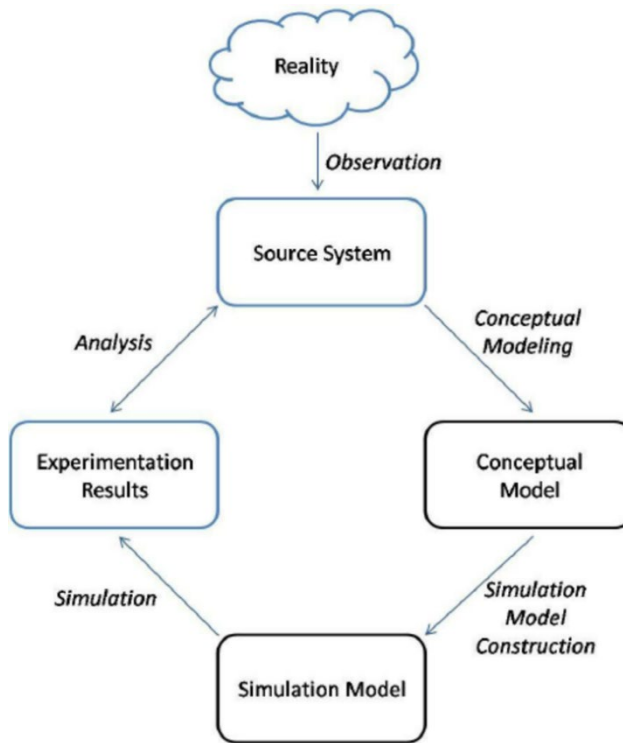 Reality
Observation
Source System
Analysis
Conceptual
Modeling
Experimentation
Results
Conceptual
Model
Simulation
Simulation
Model
Construction
Simulation Model